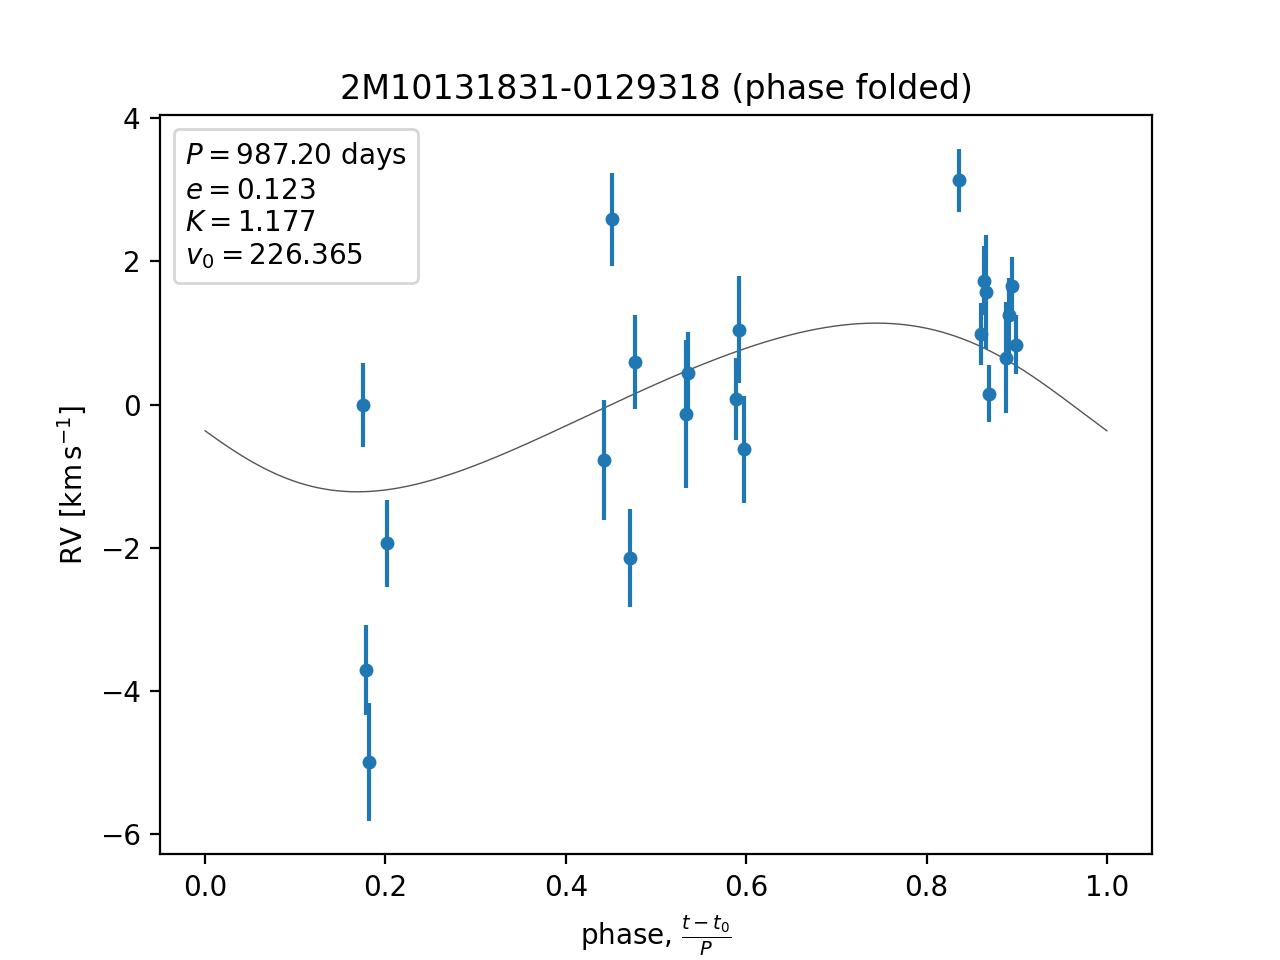 2M10131831-0129318 (phase folded)
P = 987.20 days
e = 0.123
K = 1.177
v₀ = 226.365
RV [km s⁻¹]
4
2
0
−2
−4
−6
0.0 0.2 0.4 0.6 0.8 1.0
phase, (t − t₀)/P